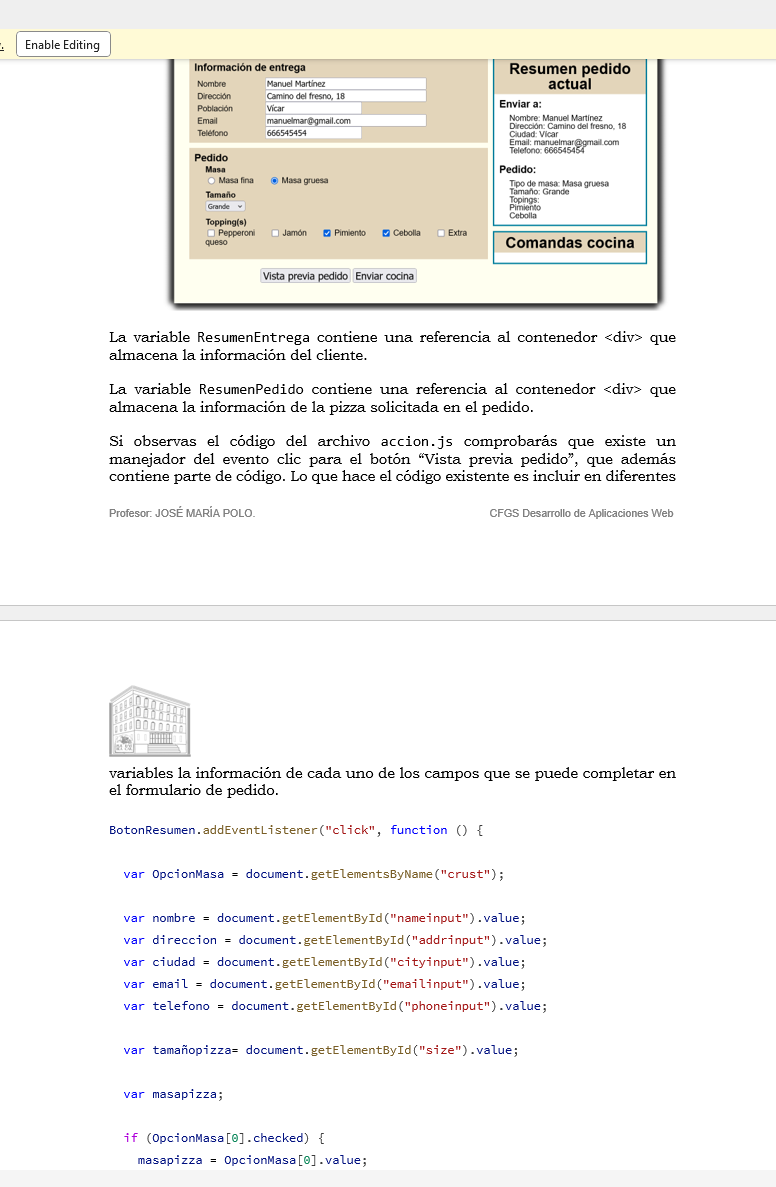 Enable Editing
Información de entrega
Nombre Manuel Martínez
Dirección Camino del fresno, 18
Población Vícar
Email manuelmar@gmail.com
Teléfono 666545454
Pedido
Masa
Masa fina Masa gruesa
Tamaño
Grande
Topping(s)
Pepperoni Jamón Pimiento Cebolla Extra
queso
Vista previa pedido Enviar cocina
Resumen pedido
actual
Enviar a:
Nombre: Manuel Martínez
Dirección: Camino del fresno, 18
Ciudad: Vícar
Email: manuelmar@gmail.com
Telefono: 666545454
Pedido:
Tipo de masa: Masa gruesa
Tamaño: Grande
Topings:
Pimiento
Cebolla
Comandas cocina
La variable ResumenEntrega contiene una referencia al contenedor <div> que
almacena la información del cliente.
La variable ResumenPedido contiene una referencia al contenedor <div> que
almacena la información de la pizza solicitada en el pedido.
Si observas el código del archivo accion.js comprobarás que existe un
manejador del evento clic para el botón “Vista previa pedido”, que además
contiene parte de código. Lo que hace el código existente es incluir en diferentes
Profesor: JOSÉ MARÍA POLO. CFGS Desarrollo de Aplicaciones Web
variables la información de cada uno de los campos que se puede completar en
el formulario de pedido.
BotonResumen.addEventListener("click", function () {
var OpcionMasa = document.getElementsByName("crust");
var nombre = document.getElementById("nameinput").value;
var direccion = document.getElementById("addrinput").value;
var ciudad = document.getElementById("cityinput").value;
var email = document.getElementById("emailinput").value;
var telefono = document.getElementById("phoneinput").value;
var tamañopizza= document.getElementById("size").value;
var masapizza;
if (OpcionMasa[0].checked) {
masapizza = OpcionMasa[0].value;